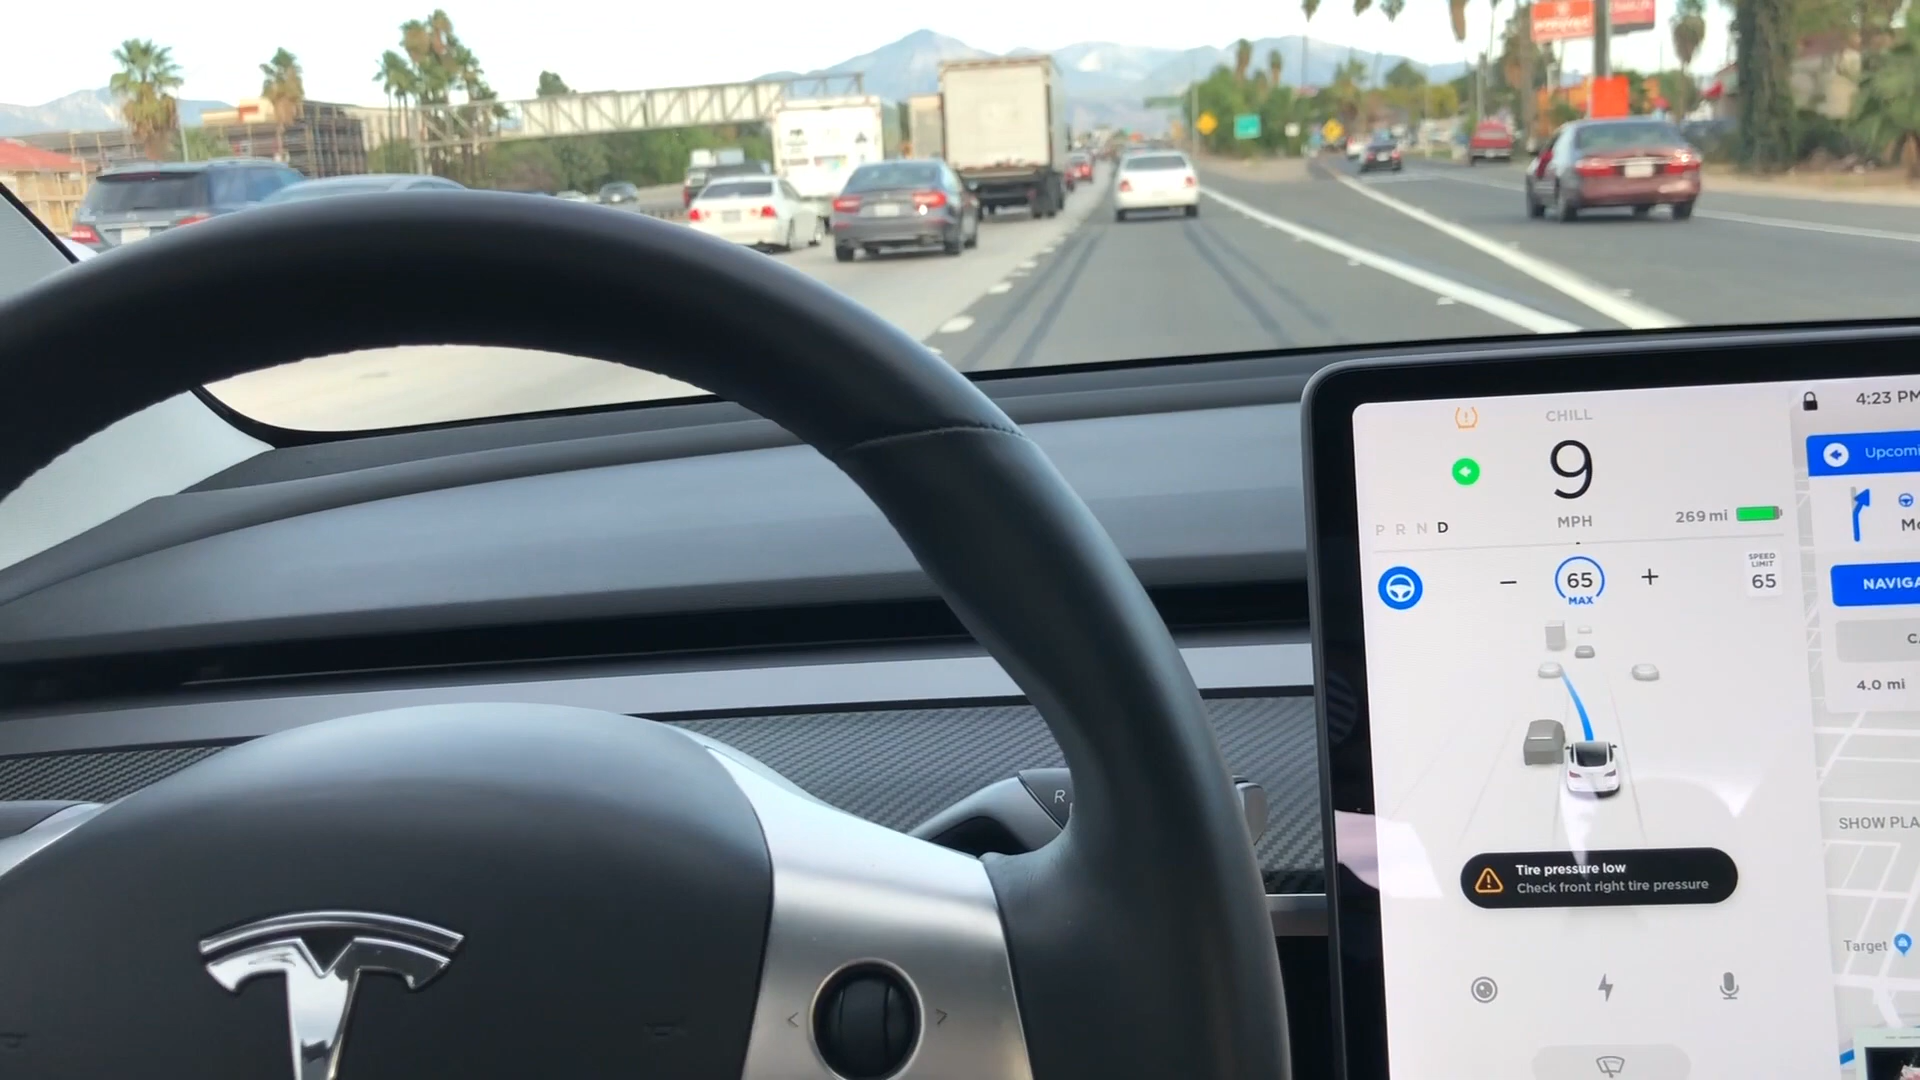 CHILL
4:23 PM
9
MPH
P R N D
269 mi
Upcomi
65
MAX
SPEED
LIMIT
65
NAVIGA
4.0 mi
R
SHOW PLA
Tire pressure low
Check front right tire pressure
Target